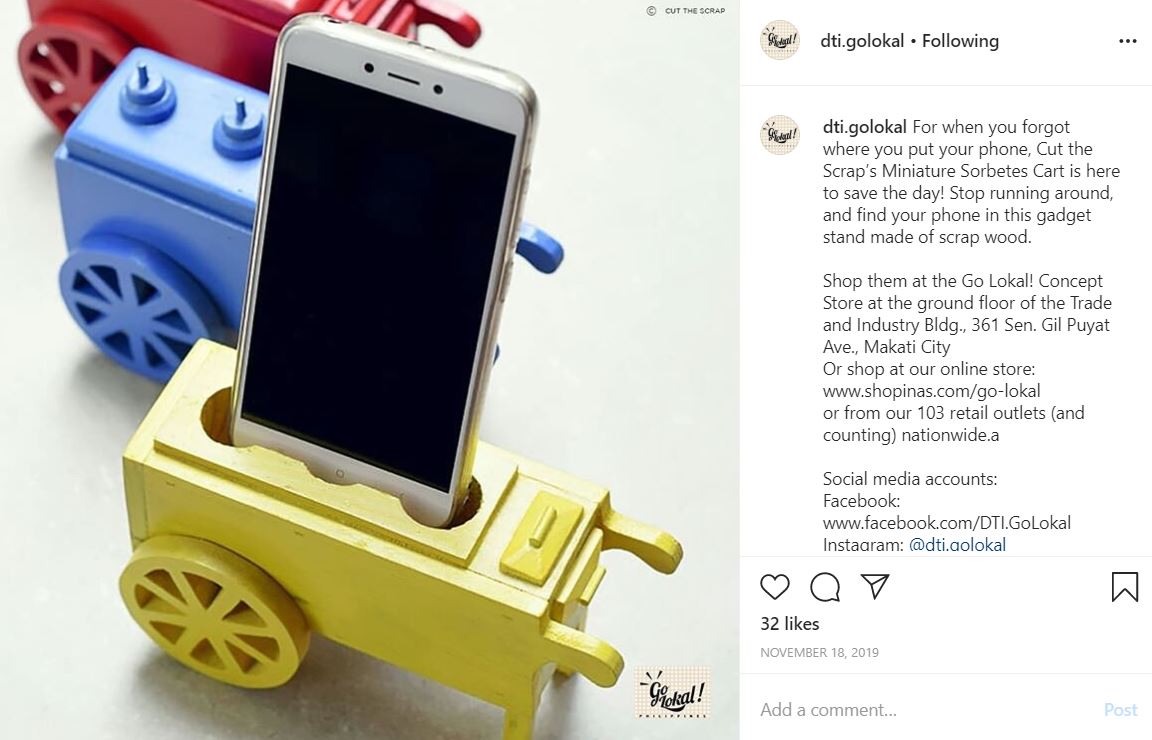 © CUT THE SCRAP
Go
Lokal!
PHILIPPINES
Go
Lokal!
dti.golokal • Following
Go
Lokal!
dti.golokal For when you forgot
where you put your phone, Cut the
Scrap's Miniature Sorbetes Cart is here
to save the day! Stop running around,
and find your phone in this gadget
stand made of scrap wood.
Shop them at the Go Lokal! Concept
Store at the ground floor of the Trade
and Industry Bldg., 361 Sen. Gil Puyat
Ave., Makati City
Or shop at our online store:
www.shopinas.com/go-lokal
or from our 103 retail outlets (and
counting) nationwide.a
Social media accounts:
Facebook:
www.facebook.com/DTI.GoLokal
Instagram: @dti.golokal
32 likes
NOVEMBER 18, 2019
Add a comment...
Post